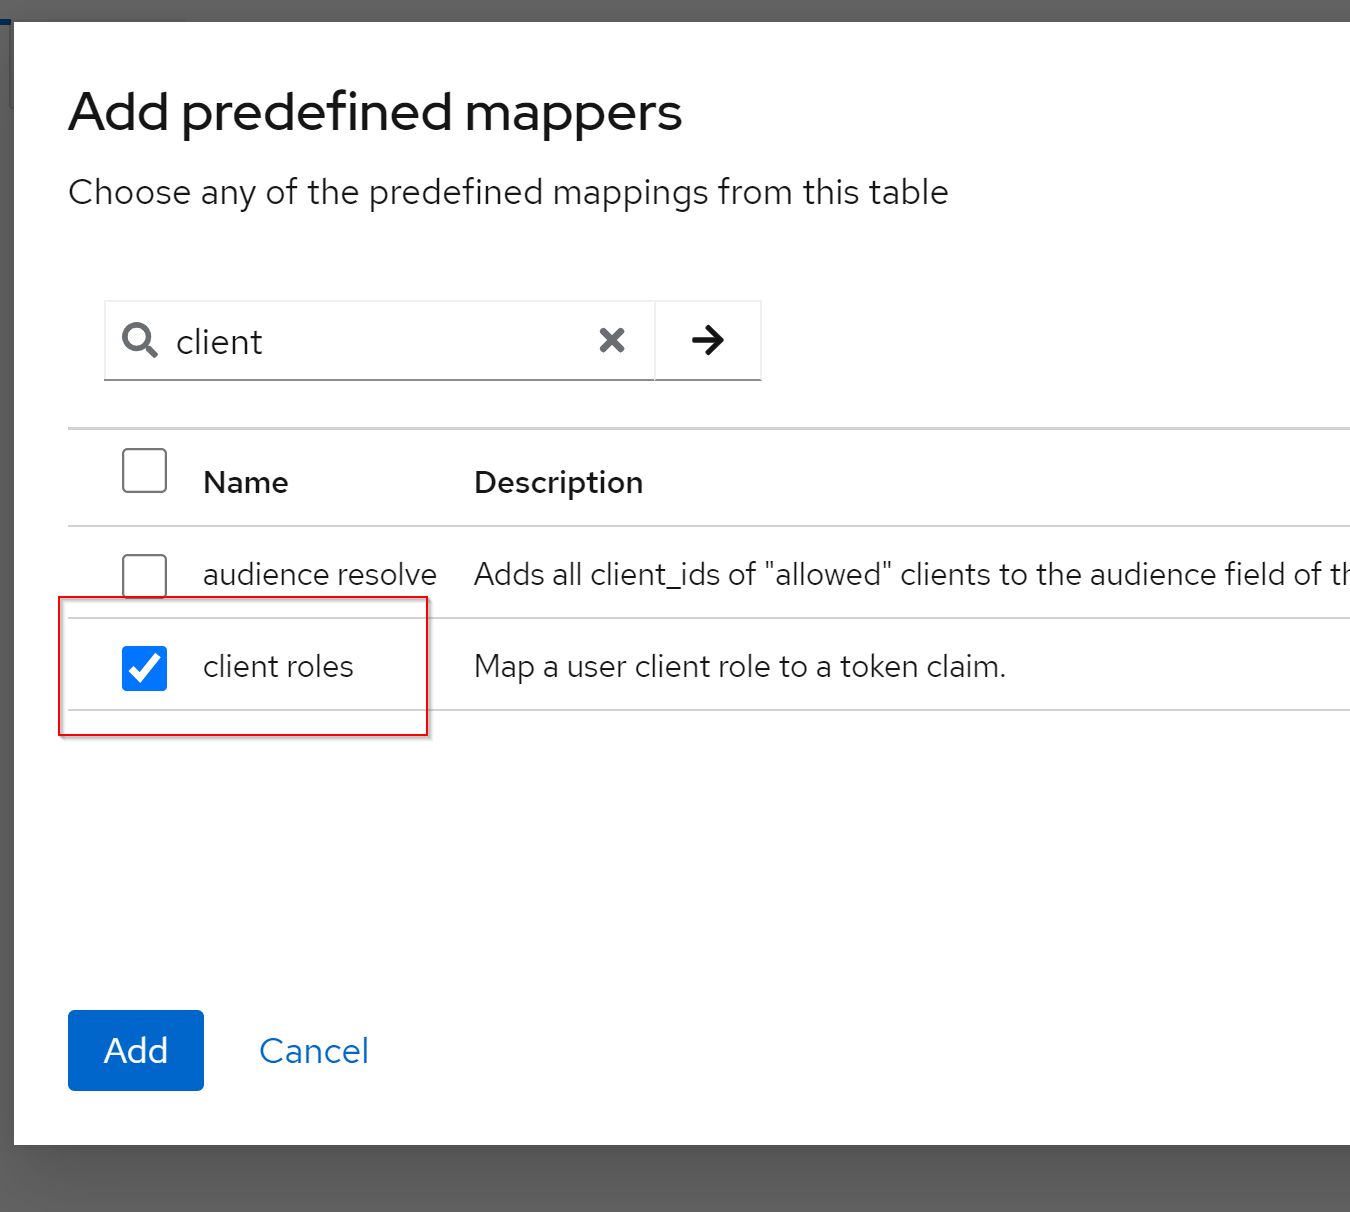 Add predefined mappers
Choose any of the predefined mappings from this table
client
Name Description
audience resolve Adds all client_ids of "allowed" clients to the audience field of
client roles Map a user client role to a token claim.
Add Cancel